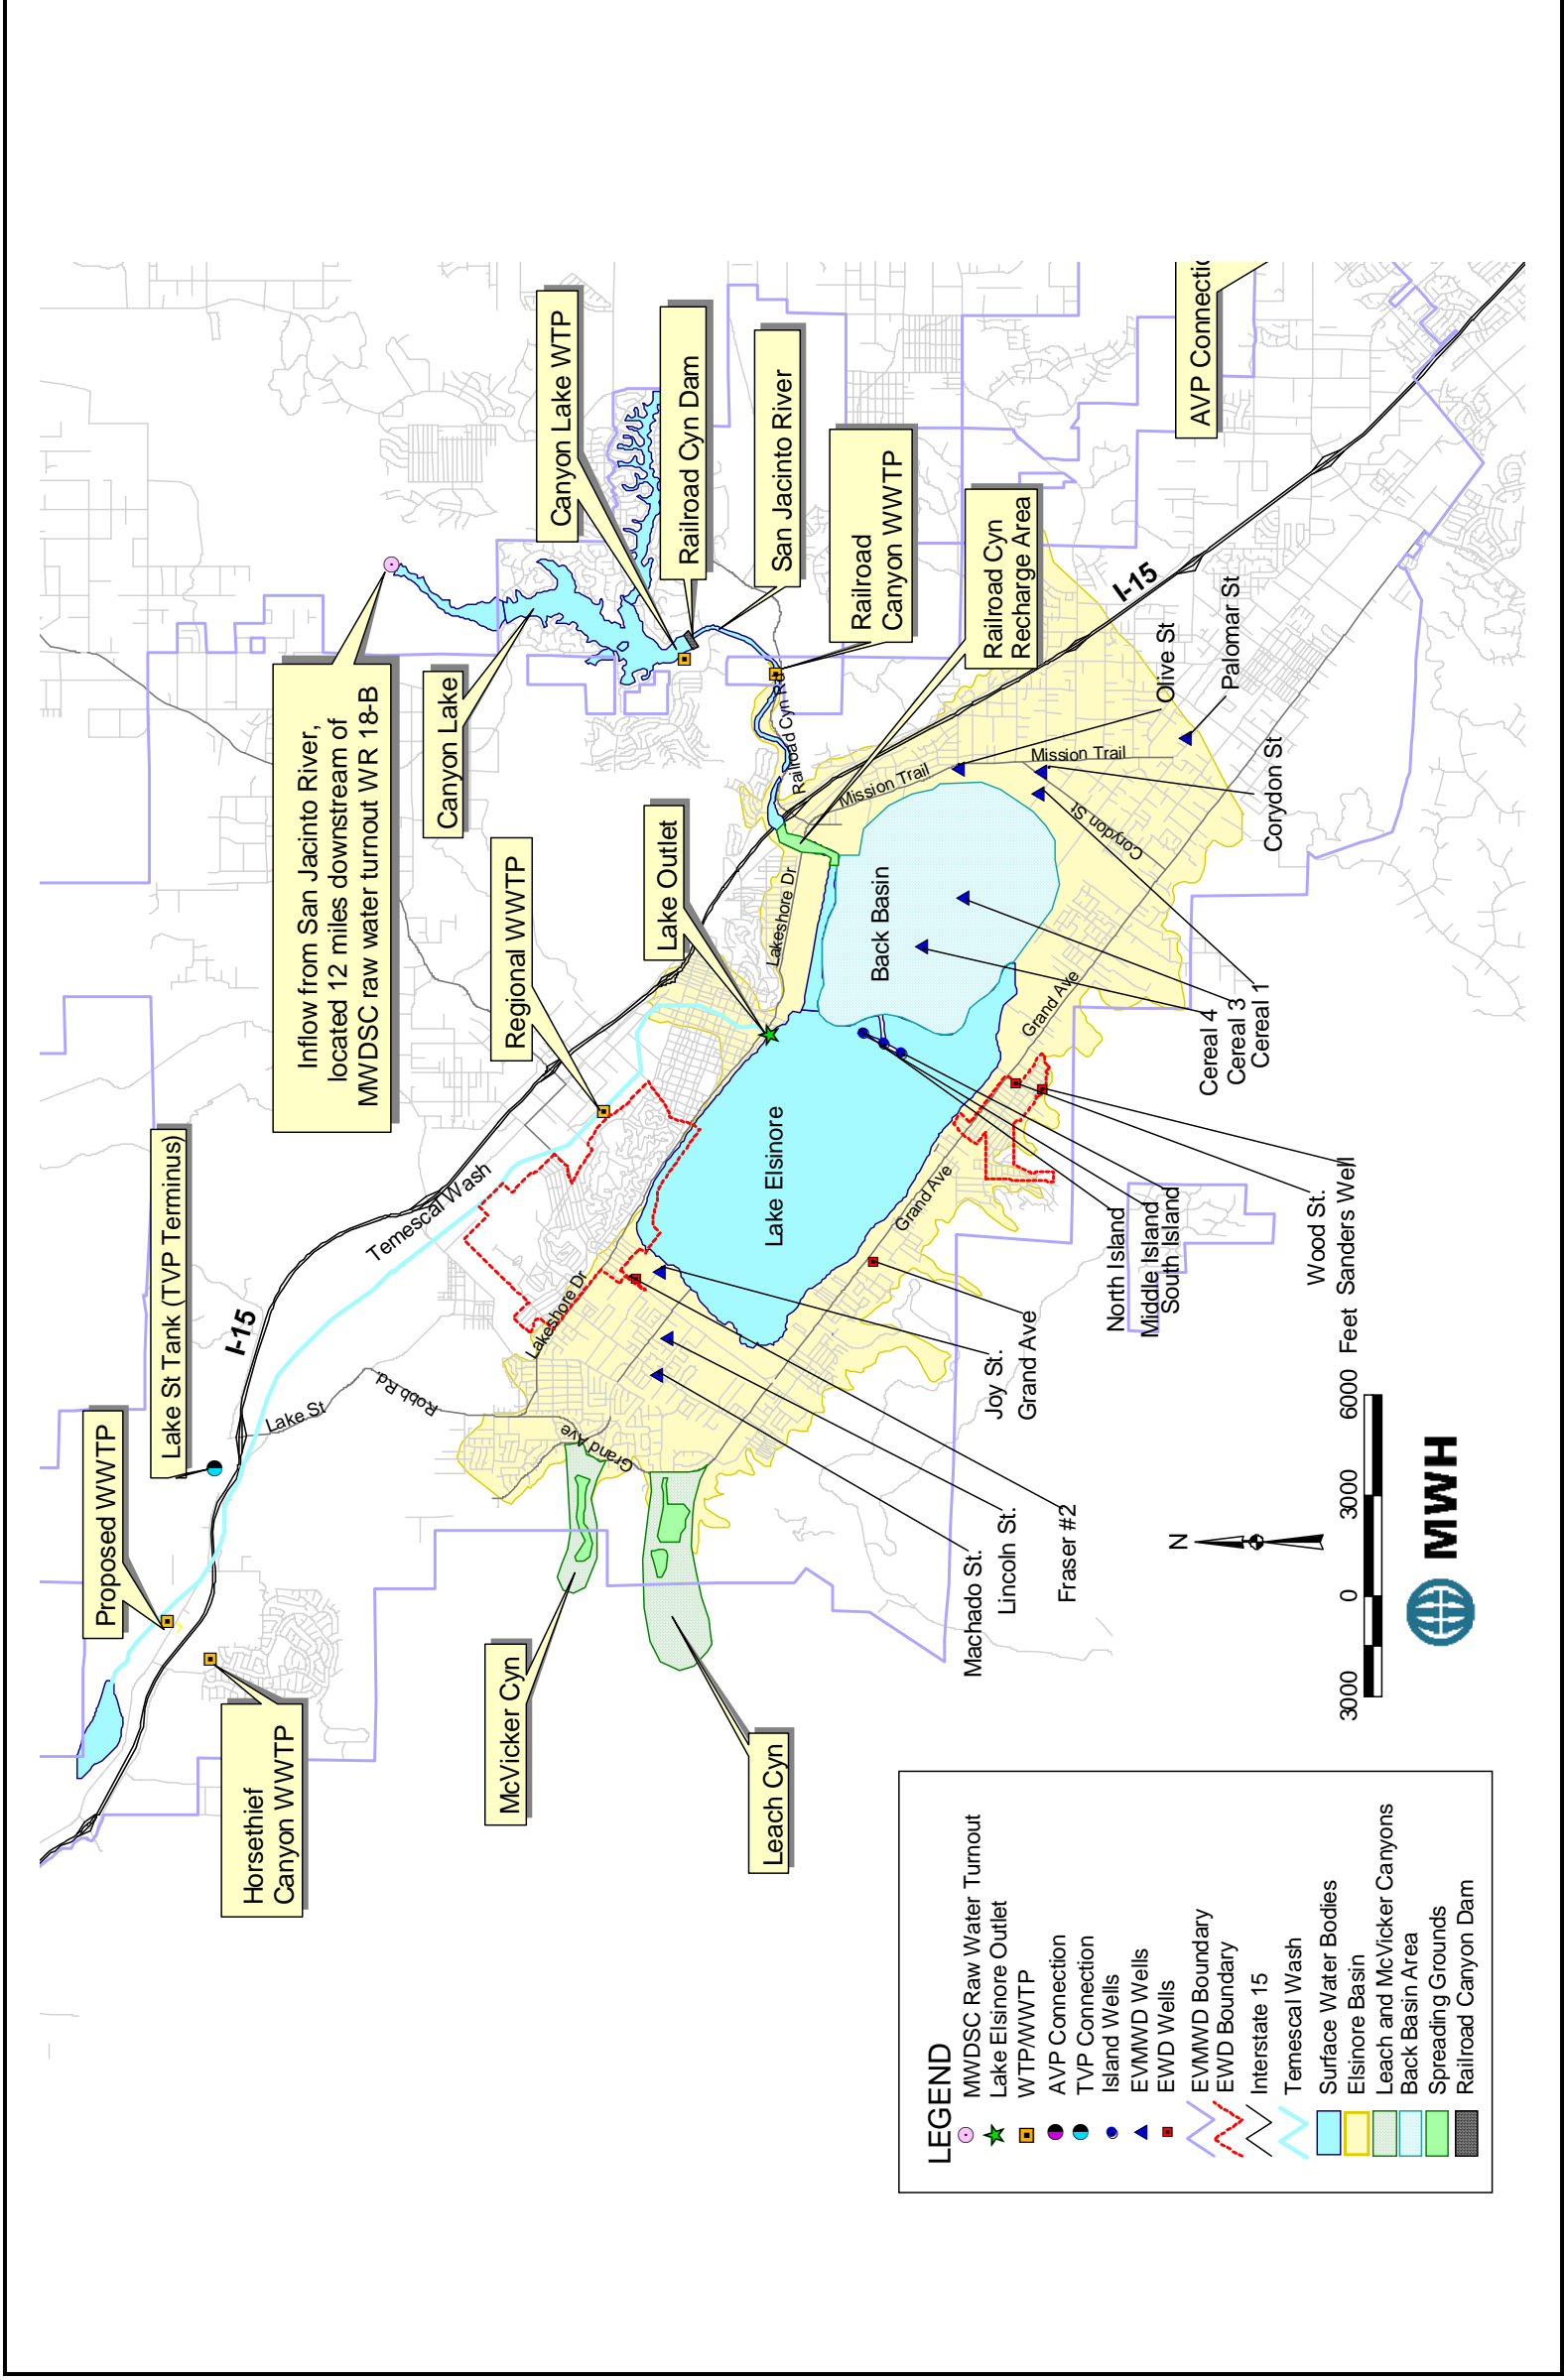 Proposed WWTP
Lake St Tank (TVP Terminus)
Horsethief
Canyon WWTP
I-15
Lake St
Robb Rd
Temescal Wash
Inflow from San Jacinto River,
located 12 miles downstream of
MWDSC raw water turnout WR 18-B
Canyon Lake
Regional WWTP
Lake Outlet
Canyon Lake WTP
Railroad Cyn Dam
San Jacinto River
Railroad
Canyon WWTP
Railroad Cyn
Recharge Area
AVP Connectio
McVicker Cyn
Leach Cyn
Grand Ave
Lakeshore Dr
Lake Elsinore
Lakeshore Dr
Railroad Cyn Rd
Mission Trail
Mission Trail
Back Basin
Corydon St
I-15
Grand Ave
Grand Ave
Olive St
Palomar St
Corydon St
Cereal 4
Cereal 3
Cereal 1
North Island
Middle Island
South Island
Wood St.
Sanders Well
Joy St.
Grand Ave
Machado St.
Lincoln St.
Fraser #2
N
3000 0 3000 6000 Feet
MWH
LEGEND
MWDSC Raw Water Turnout
Lake Elsinore Outlet
WTP/WWTP
AVP Connection
TVP Connection
Island Wells
EVMWD Wells
EWD Wells
EVMWD Boundary
EWD Boundary
Interstate 15
Temescal Wash
Surface Water Bodies
Elsinore Basin
Leach and McVicker Canyons
Back Basin Area
Spreading Grounds
Railroad Canyon Dam